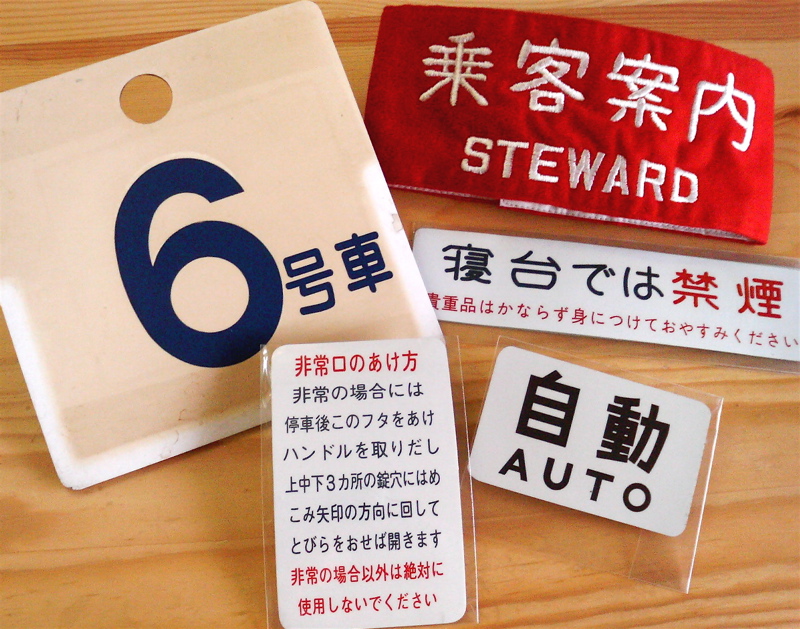 6号車
乗客案内
STEWARD
寝台では禁煙
貴重品はかならず身につけておやすみください
非常口のあけ方
非常の場合には
停車後このフタをあけ
ハンドルを取りだし
上中下3カ所の錠穴にはめ
こみ矢印の方向に回して
とびらをおせば開きます
非常の場合以外は絶対に
使用しないでください
自動
AUTO